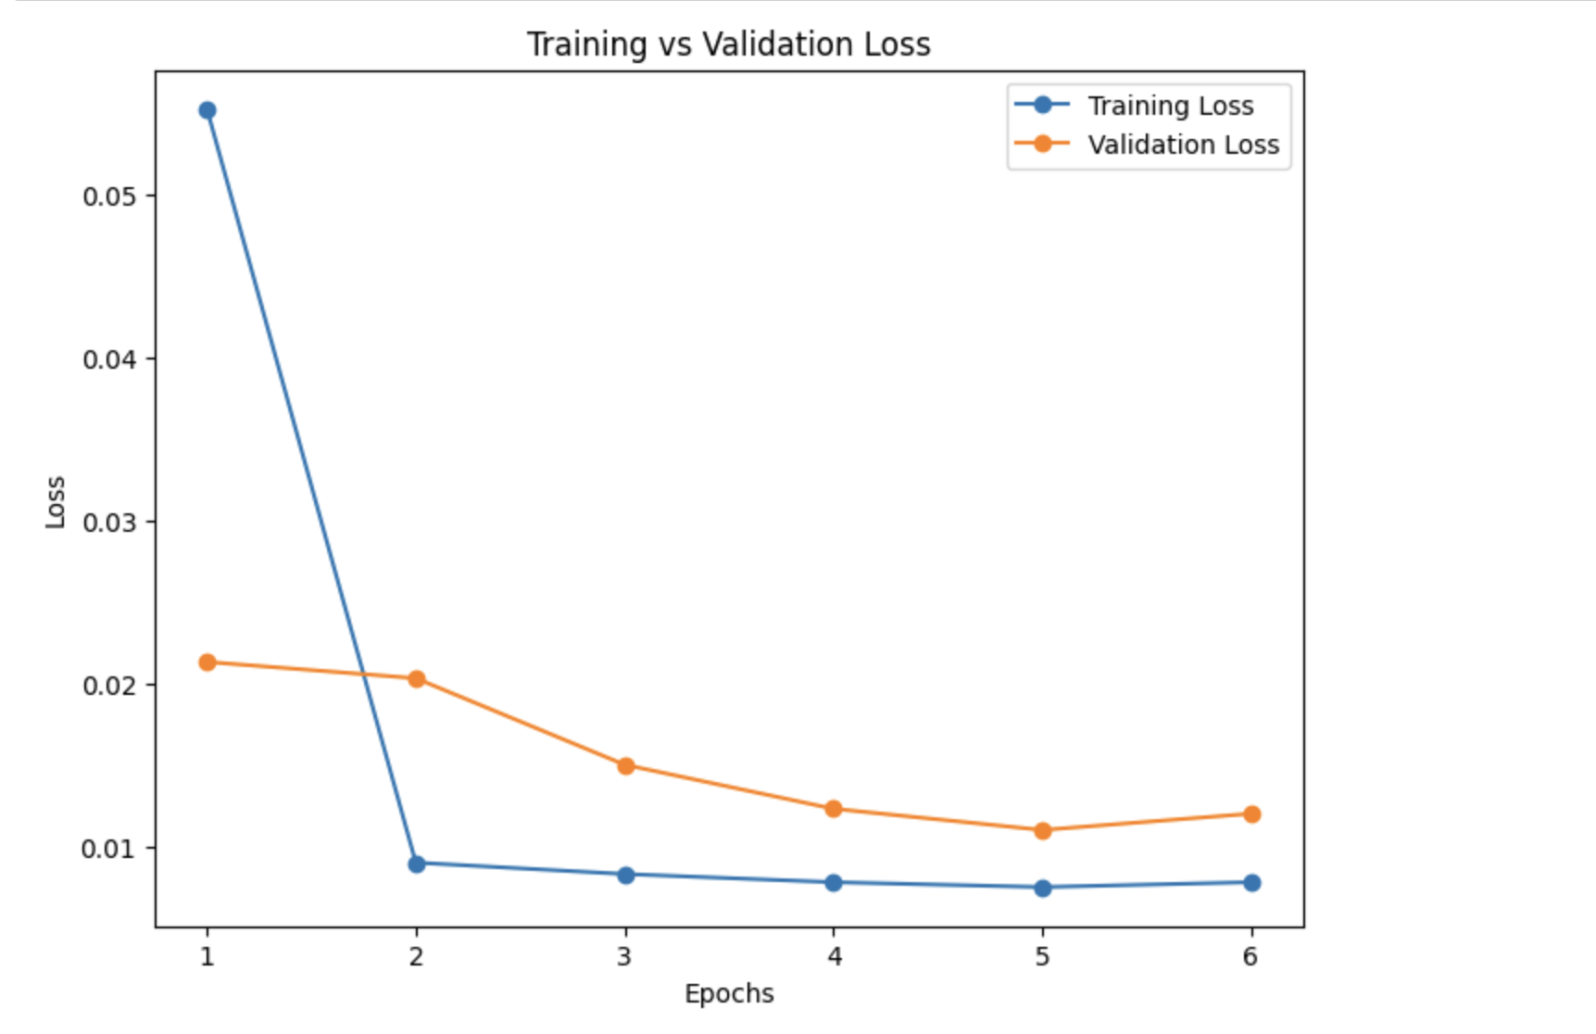 Training vs Validation Loss
Training Loss
Validation Loss
0.05
0.04
0.03
0.02
0.01
Loss
1 2 3 4 5 6
Epochs